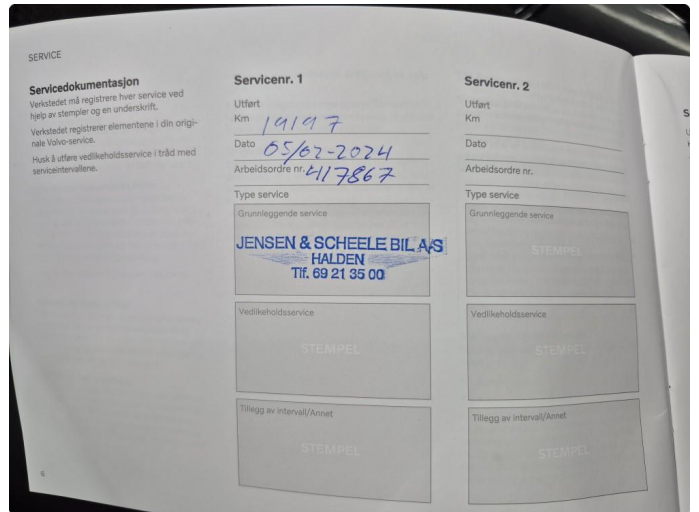 SERVICE
Servicedokumentasjon
Verkstedet må registrere hver service ved
hjelp av stempler og en underskrift.
Verkstedet registrerer elementene i din origi-
nale Volvo-service.
Husk å utføre vedlikeholdsservice i tråd med
serviceintervallene.
Servicenr. 1
Utført
Km 19197
Dato 05/02-2024
Arbeidsordre nr. 417867
Type service
Grunnleggende service
JENSEN & SCHEELE BIL A/S
HALDEN
Tlf. 69 21 35 00
Vedlikeholdsservice
STEMPEL
Tillegg av intervall/Annet
STEMPEL
Servicenr. 2
Utført
Km
Dato
Arbeidsordre nr.
Type service
Grunnleggende service
STEMPEL
Vedlikeholdsservice
STEMPEL
Tillegg av intervall/Annet
STEMPEL
6